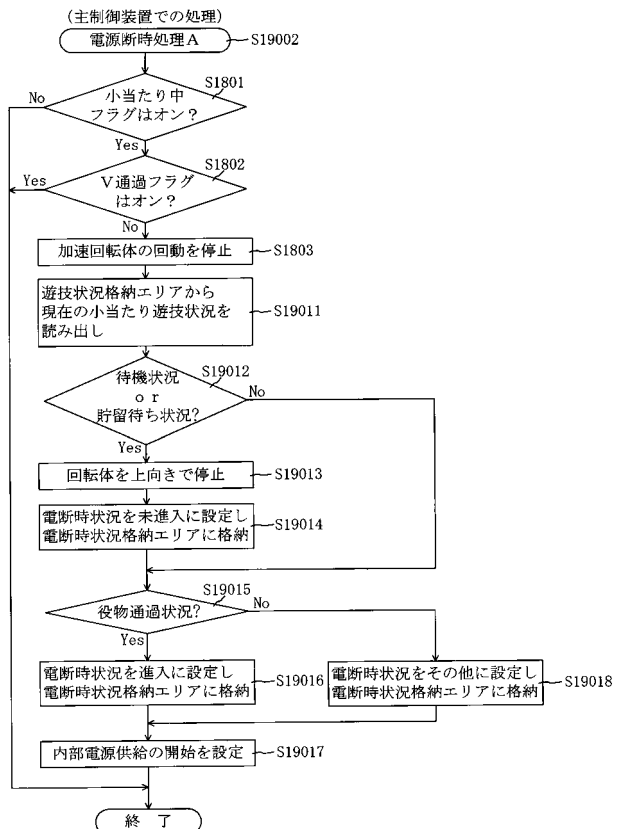 (主制御装置での処理)
電源断時処理A
S19002
S1801
小当たり中
フラグはオン？
No
Yes
S1802
V通過フラグ
はオン？
Yes
No
加速回転体の回動を停止
S1803
遊技状況格納エリアから
現在の小当たり遊技状況を
読み出し
S19011
S19012
待機状況
or
貯留待ち状況?
No
Yes
回転体を上向きで停止
S19013
電断時状況を未進入に設定し
電断時状況格納エリアに格納
S19014
S19015
役物通過状況?
No
Yes
電断時状況を進入に設定し
電断時状況格納エリアに格納
S19016
電断時状況をその他に設定し
電断時状況格納エリアに格納
S19018
内部電源供給の開始を設定
S19017
終 了